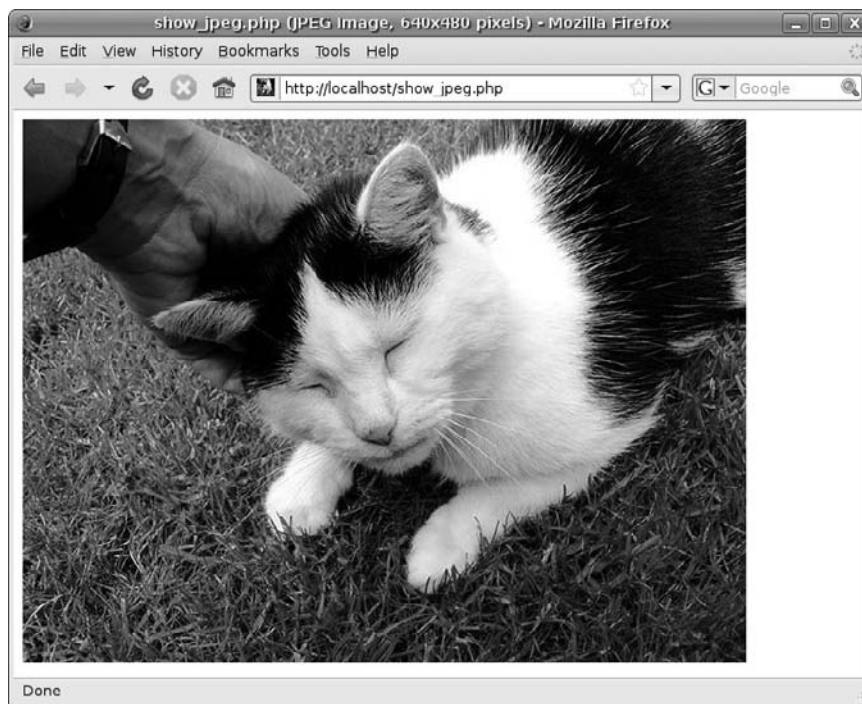 show_jpeg.php (JPEG Image, 640x480 pixels) - Mozilla Firefox
File Edit View History Bookmarks Tools Help
http://localhost/show_jpeg.php G Google
Done